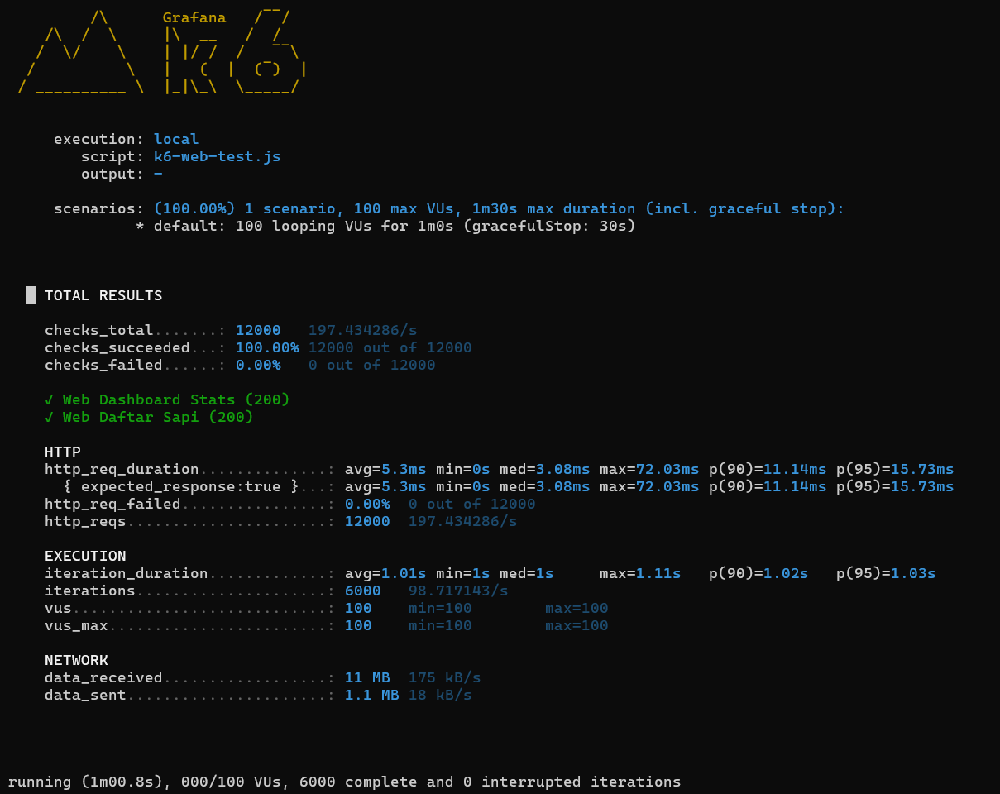 /\      Grafana   /‾‾/
    /\  /  \     |\  __   /  /
   /  \/    \    | |/ /  /   ‾‾\
  /          \   |   (  |  (‾)  |
 / __________ \  |_|\_\  \_____/

     execution: local
        script: k6-web-test.js
        output: -

     scenarios: (100.00%) 1 scenario, 100 max VUs, 1m30s max duration (incl. graceful stop):
              * default: 100 looping VUs for 1m0s (gracefulStop: 30s)

  █ TOTAL RESULTS

    checks_total.......: 12000   197.434286/s
    checks_succeeded...: 100.00% 12000 out of 12000
    checks_failed......: 0.00%   0 out of 12000

    ✓ Web Dashboard Stats (200)
    ✓ Web Daftar Sapi (200)

    HTTP
    http_req_duration..............: avg=5.3ms min=0s med=3.08ms max=72.03ms p(90)=11.14ms p(95)=15.73ms
      { expected_response:true }...: avg=5.3ms min=0s med=3.08ms max=72.03ms p(90)=11.14ms p(95)=15.73ms
    http_req_failed................: 0.00%  0 out of 12000
    http_reqs......................: 12000  197.434286/s

    EXECUTION
    iteration_duration.............: avg=1.01s min=1s med=1s     max=1.11s   p(90)=1.02s   p(95)=1.03s
    iterations.....................: 6000   98.717143/s
    vus............................: 100    min=100        max=100
    vus_max........................: 100    min=100        max=100

    NETWORK
    data_received..................: 11 MB  175 kB/s
    data_sent......................: 1.1 MB 18 kB/s

running (1m00.8s), 000/100 VUs, 6000 complete and 0 interrupted iterations